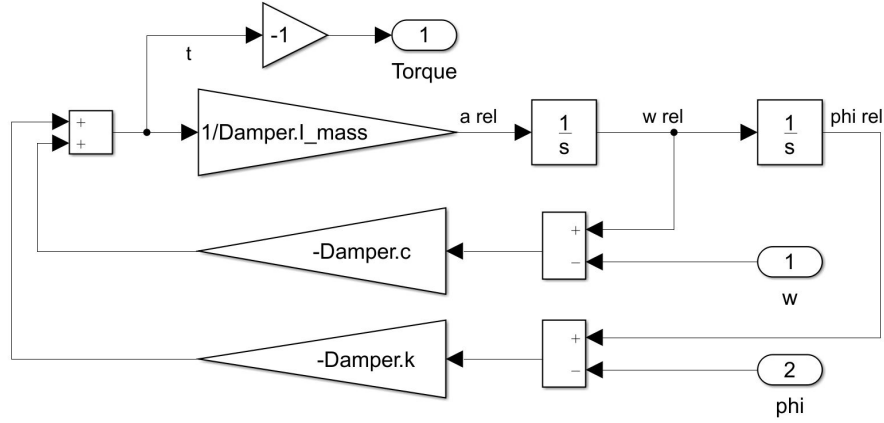 -1
1
Torque
t
+
+
1/Damper.I_mass
a rel
1
s
w rel
1
s
phi rel
-Damper.c
+
−
1
w
-Damper.k
+
−
2
phi